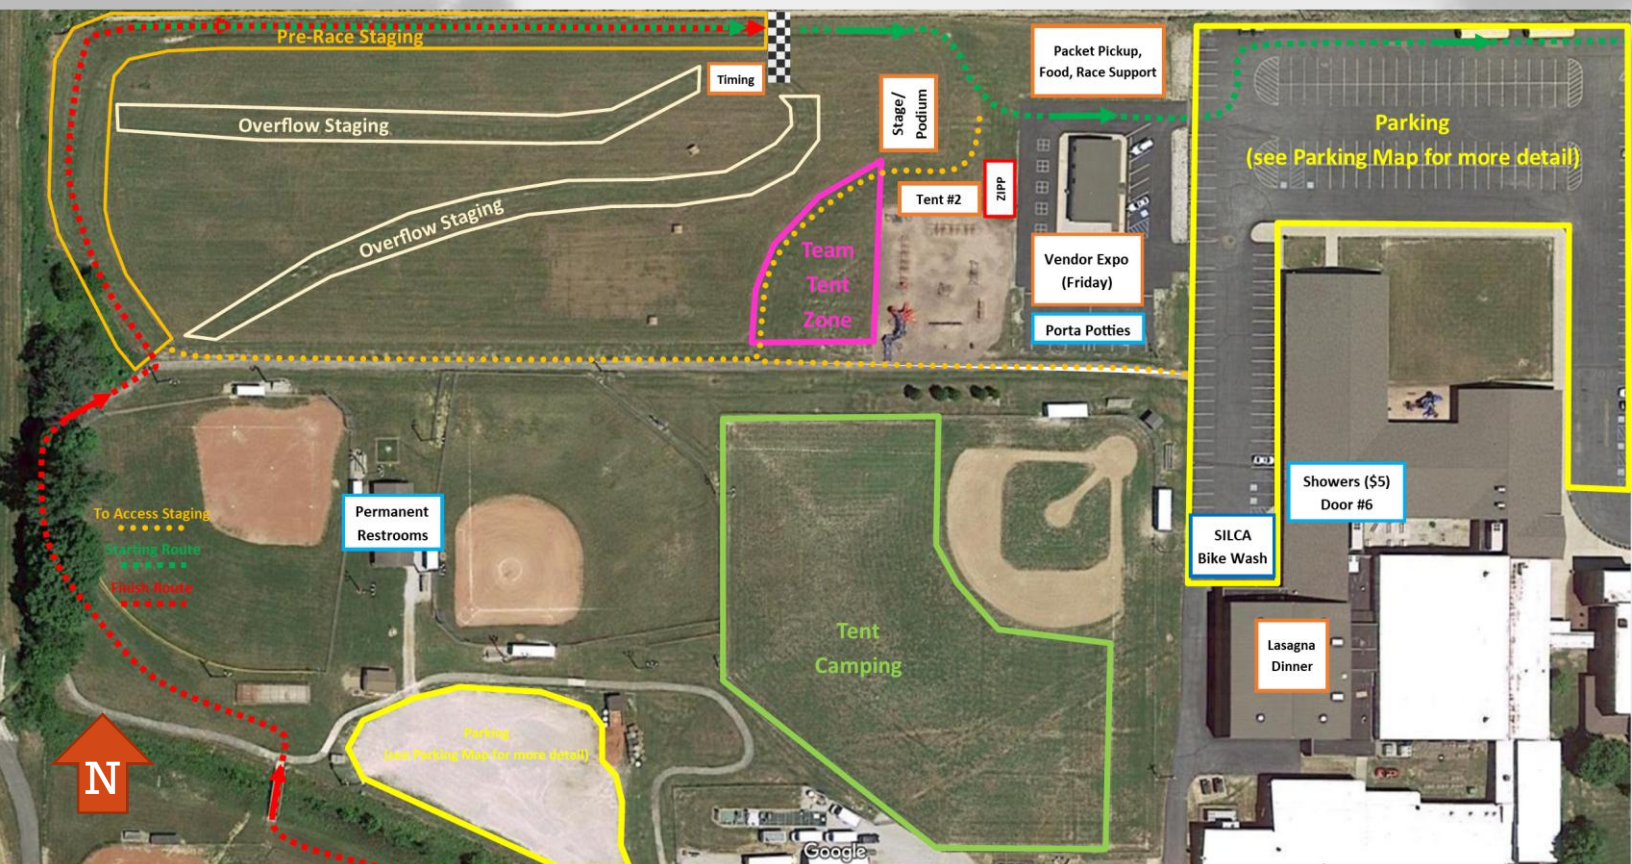 Pre-Race Staging
Timing
Overflow Staging
Overflow Staging
Stage/
Podium
Packet Pickup,
Food, Race Support
Parking
(see Parking Map for more detail)
Tent #2
ZIPP
Team
Tent
Zone
Vendor Expo
(Friday)
Porta Potties
To Access Staging
Starting Route
Finish Route
Permanent
Restrooms
Showers ($5)
Door #6
SILCA
Bike Wash
Tent
Camping
Lasagna
Dinner
Parking
(see Parking Map for more detail)
N
Google